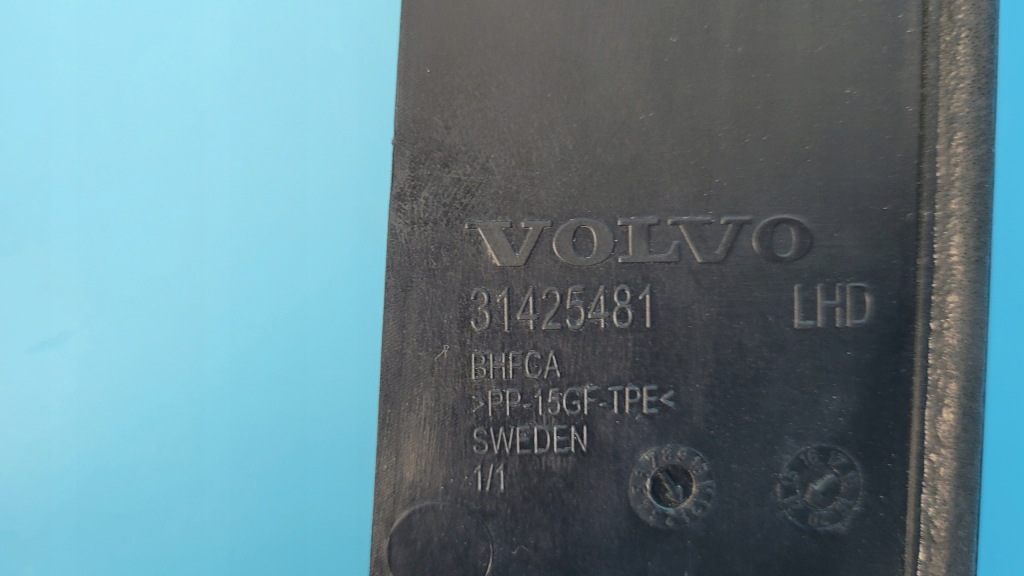 VOLVO
31425481 LHD
BHFCA
>PP-15GF-TPE<
SWEDEN
1/1